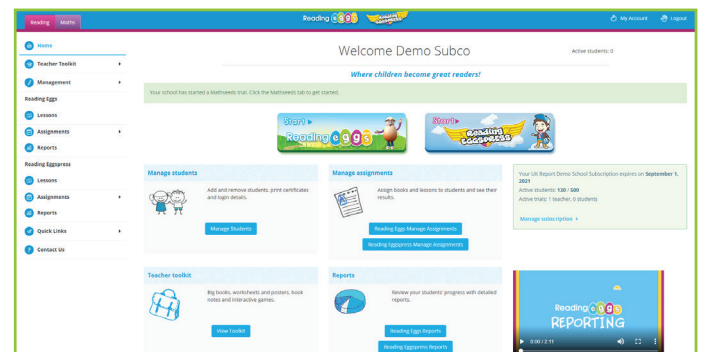 Reading Maths
Reading eggs
Reading Eggspress
My Account Logout
Home
Teacher Toolkit
Management
Reading Eggs
Lessons
Assignments
Reports
Reading Eggspress
Lessons
Assignments
Reports
Quick Links
Contact Us
Welcome Demo Subco
Active students: 0
Where children become great readers!
Your school has started a Mathseeds trial. Click the Mathseeds tab to get started.
Start
Reading eggs
Start
Reading Eggspress
Manage students
Add and remove students, print certificates
and login details.
Manage Students
Manage assignments
Assign books and lessons to students and see their
results.
Reading Eggs Manage Assignments
Reading Eggspress Manage Assignments
Your UK Report Demo School Subscription expires on September 1,
2021
Active students: 130 / 500
Active trials: 1 teacher, 0 students
Manage subscription
Teacher toolkit
Big books, worksheets and posters, book
notes and interactive games.
View Toolkit
Reports
Review your students' progress with detailed
reports.
Reading Eggs Reports
Reading Eggspress Reports
Reading eggs
REPORTING
0:00 / 2:11